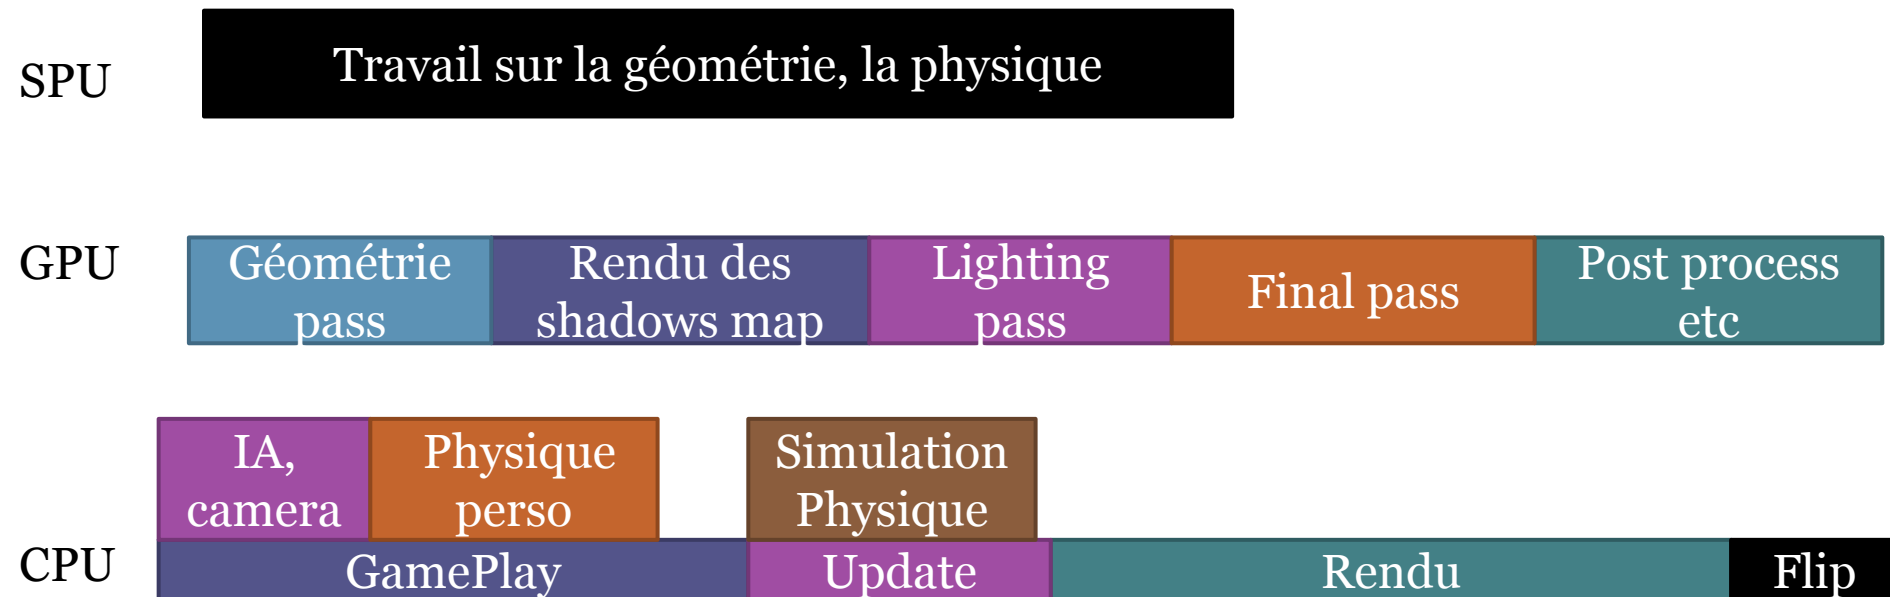 SPU
Travail sur la géométrie, la physique
GPU
Géométrie
pass
Rendu des
shadows map
Lighting
pass
Final pass
Post process
etc
IA,
camera
Physique
perso
Simulation
Physique
CPU
GamePlay
Update
Rendu
Flip